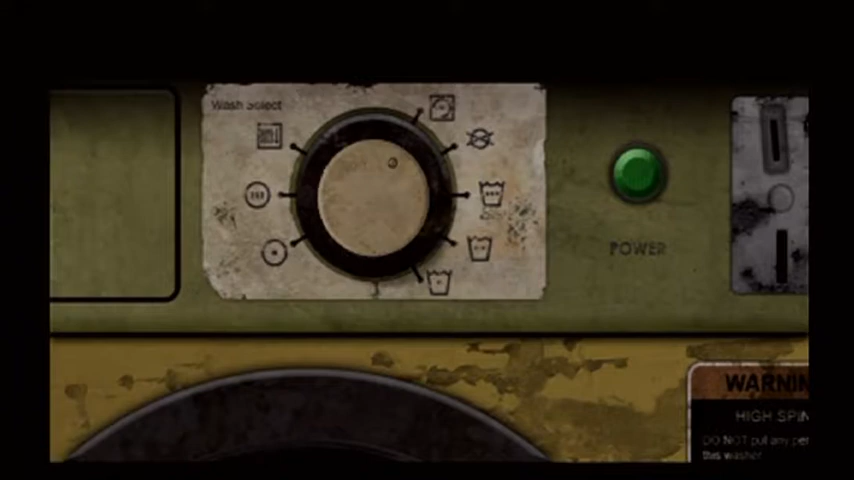 Wash Select
POWER
WARNIN
HIGH SPIN
DO NOT pull any per
this washer